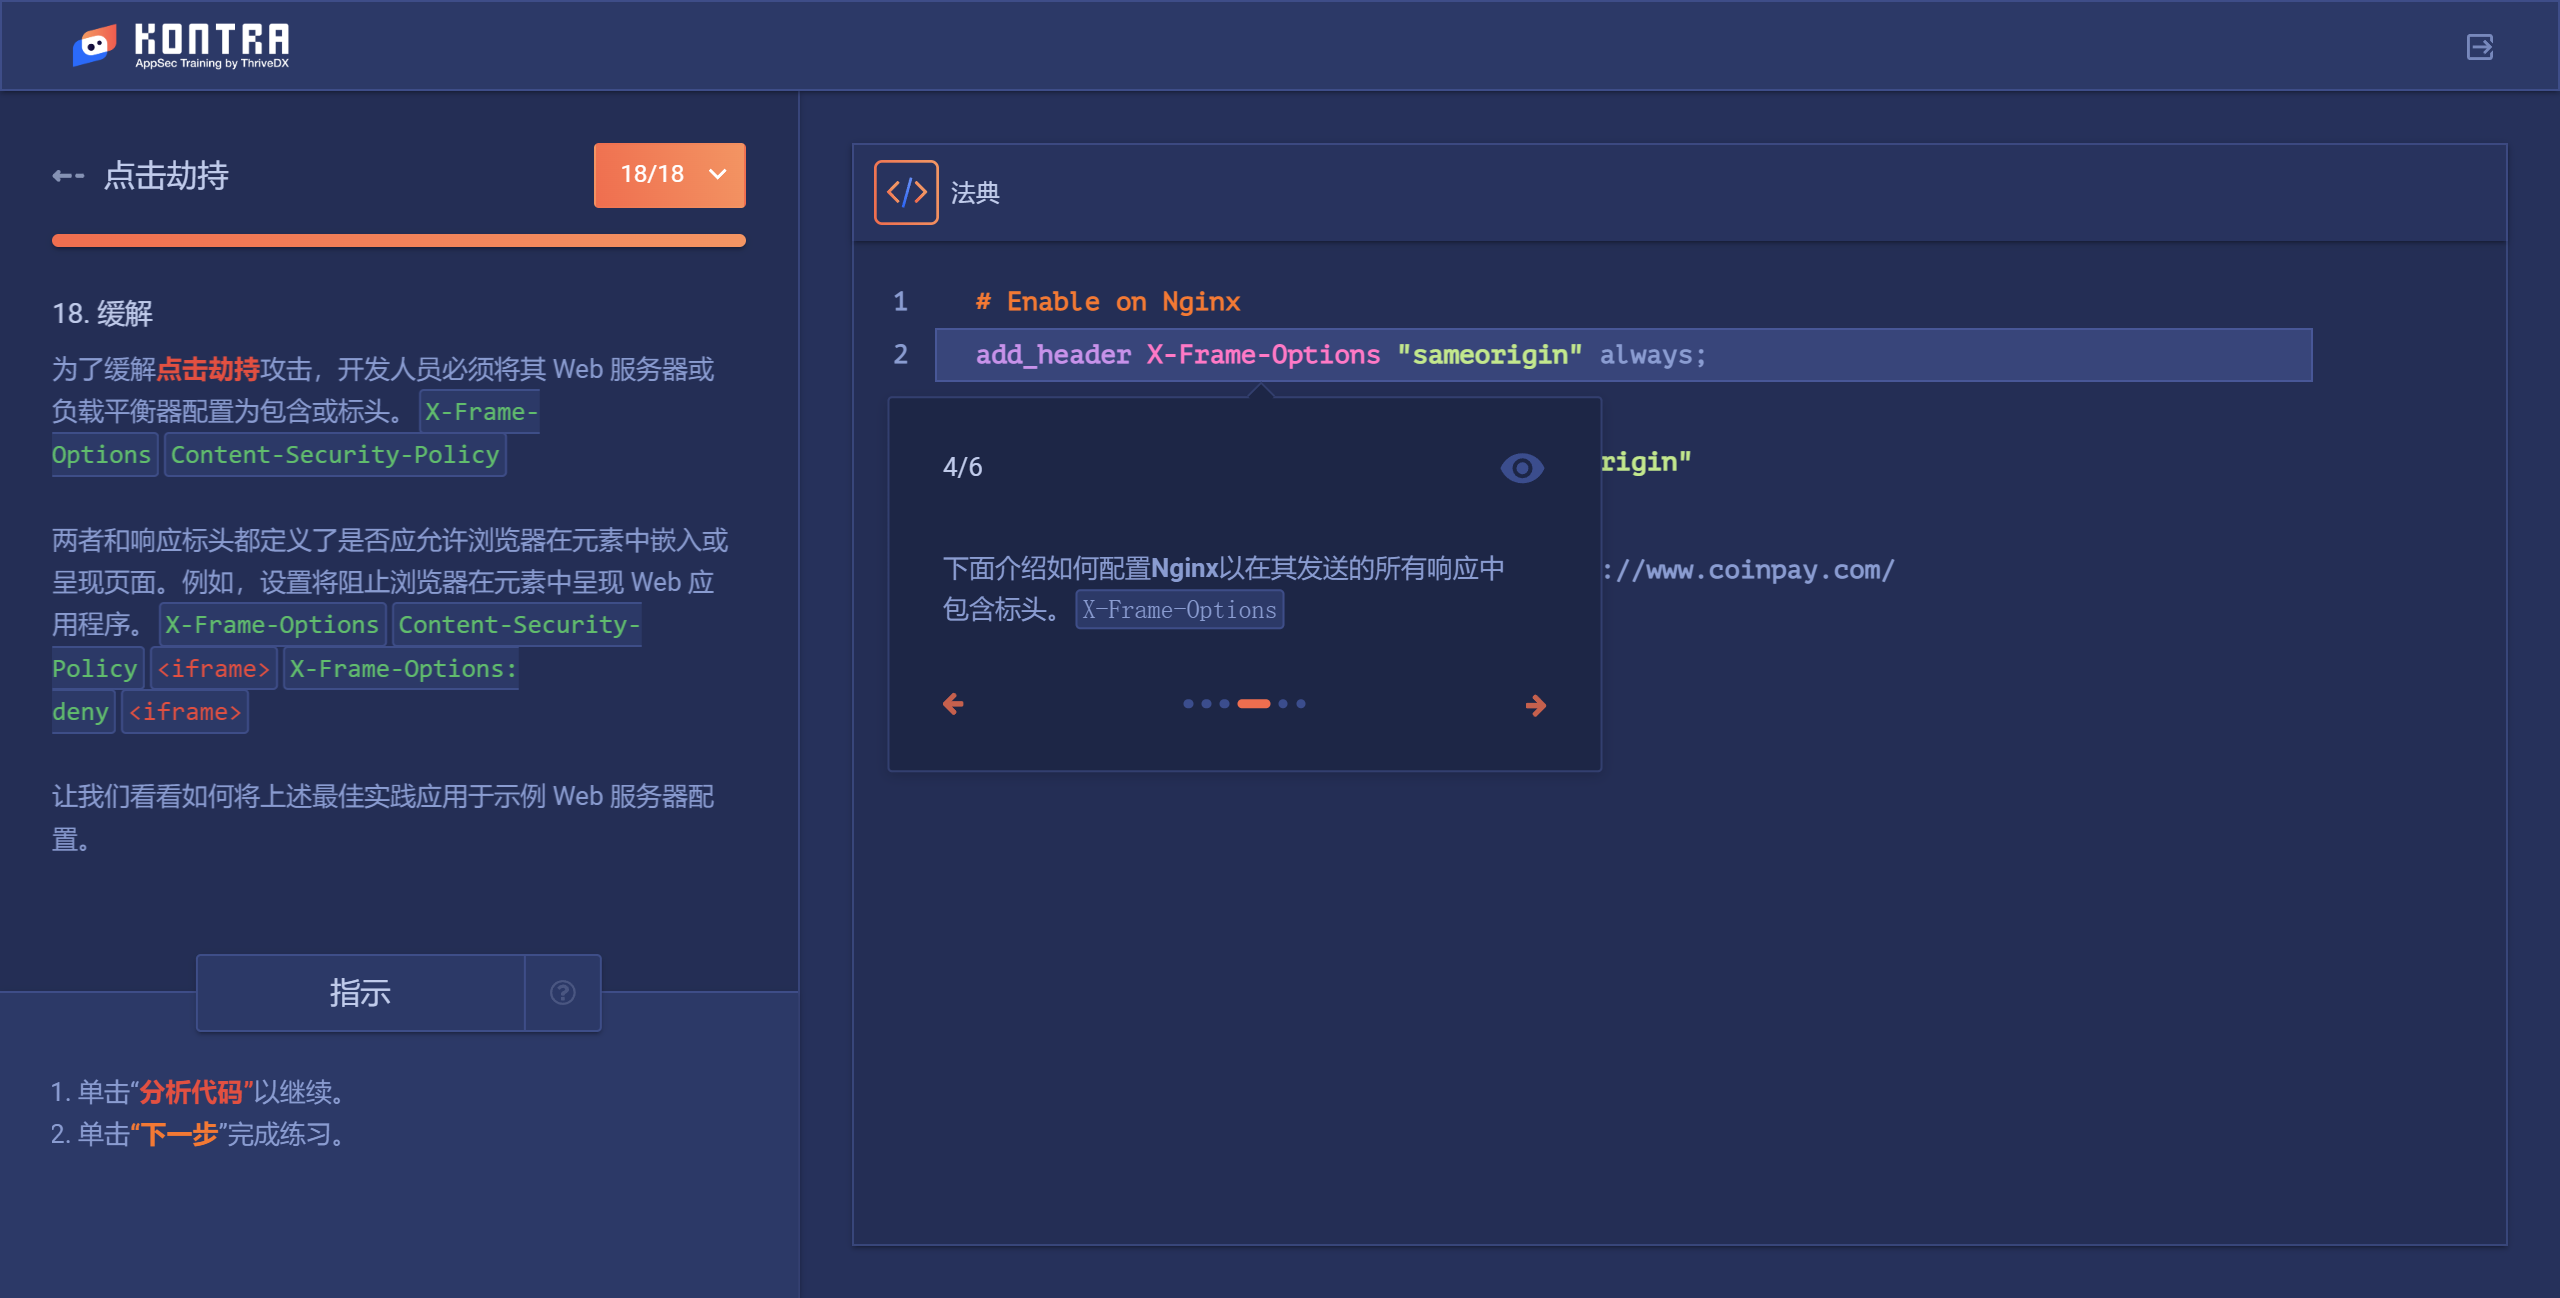 KONTRA
AppSec Training by ThriveDX
点击劫持
18/18
18. 缓解
为了缓解点击劫持攻击，开发人员必须将其 Web 服务器或
负载平衡器配置为包含或标头。 X-Frame-
Options Content-Security-Policy
两者和响应标头都定义了是否应允许浏览器在元素中嵌入或
呈现页面。例如，设置将阻止浏览器在元素中呈现 Web 应
用程序。 X-Frame-Options Content-Security-
Policy <iframe> X-Frame-Options:
deny <iframe>
让我们看看如何将上述最佳实践应用于示例 Web 服务器配
置。
指示
1. 单击“分析代码”以继续。
2. 单击“下一步”完成练习。
法典
1 # Enable on Nginx
2 add_header X-Frame-Options "sameorigin" always;
rigin"
://www.coinpay.com/
4/6
下面介绍如何配置Nginx以在其发送的所有响应中
包含标头。 X-Frame-Options